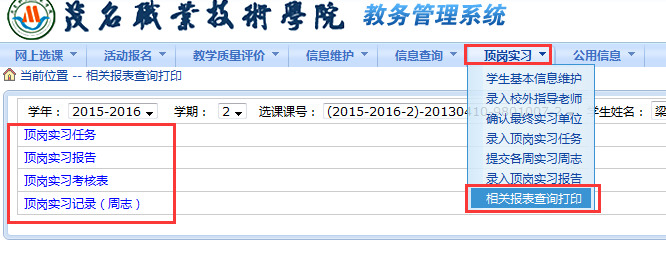 茂名職業技術學院 教务管理系统
网上选课 活动报名 教学质量评价 信息维护 信息查询 顶岗实习 公用信息
当前位置 -- 相关报表查询打印
学生基本信息维护
录入校外指导老师
确认最终实习单位
录入顶岗实习任务
提交各周实习周志
录入顶岗实习报告
相关报表查询打印
学年： 2015-2016 学期： 2 选课课号： (2015-2016-2)-20130410 学生姓名： 梁
顶岗实习任务
顶岗实习报告
顶岗实习考核表
顶岗实习记录（周志）